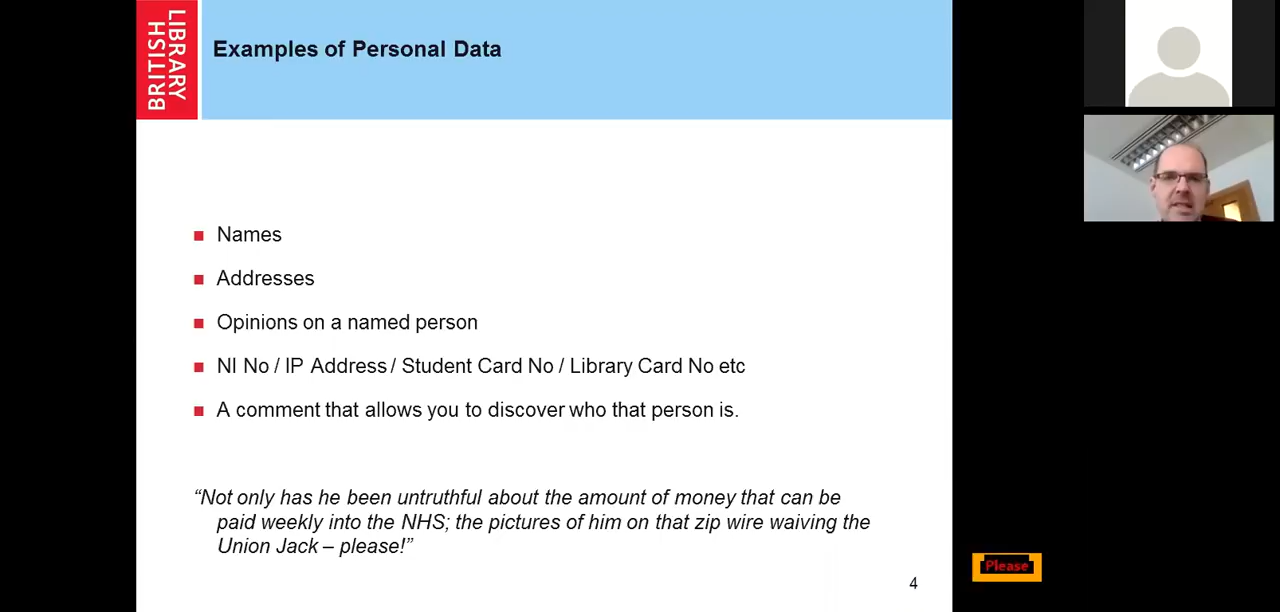 BRITISH
LIBRARY
Examples of Personal Data
Names
Addresses
Opinions on a named person
NI No / IP Address / Student Card No / Library Card No etc
A comment that allows you to discover who that person is.
“Not only has he been untruthful about the amount of money that can be
paid weekly into the NHS; the pictures of him on that zip wire waiving the
Union Jack – please!”
4
Please